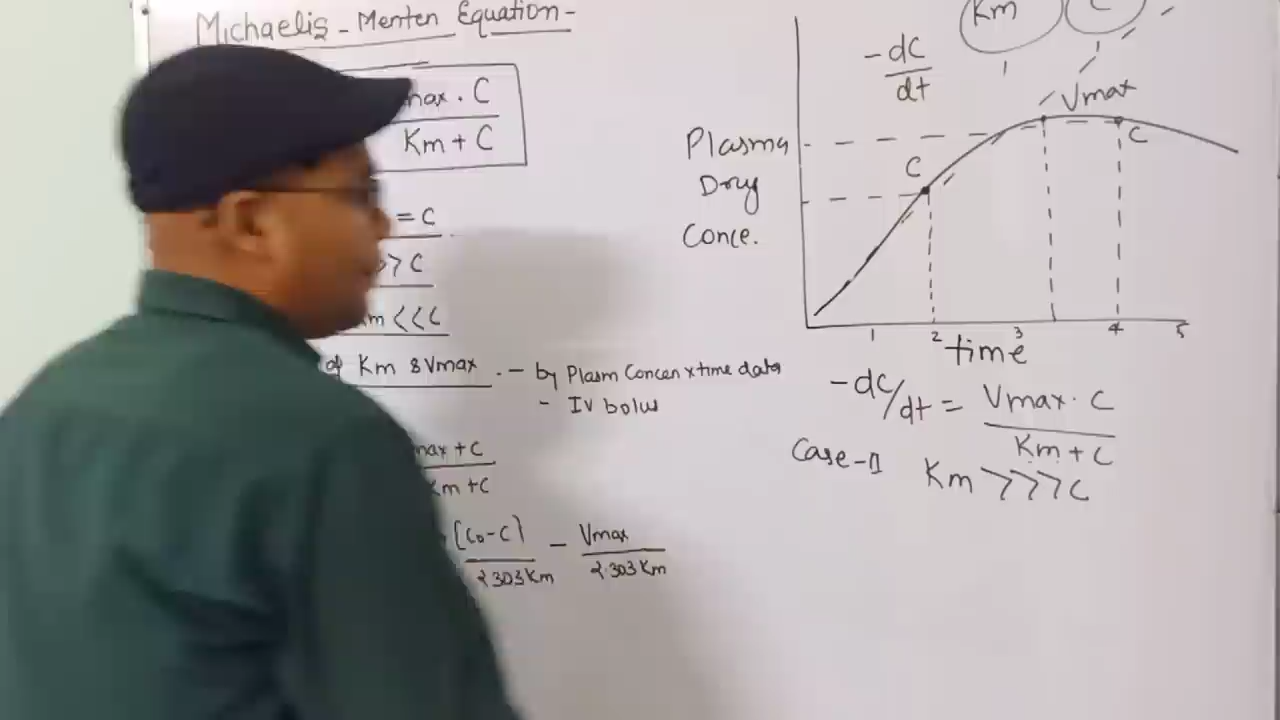 Michaelis - Menten Equation -
max . C
Km + C
= C
> C
m <<< C
of Km & Vmax . - by Plasm Concen x time data
- IV bolus
max + C
Km + C
[Co - C) - Vmax
2.303 Km 2.303 Km
Km C
- dC
dt
Vmax
Plasma
Drug
Conce.
C
C
1 2 3 4 5
time
- dC/dt = Vmax . C
Km + C
Case - II Km >>> C